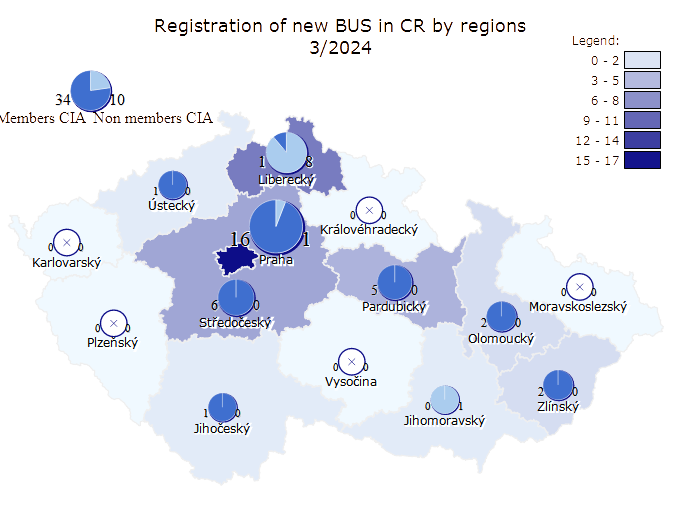 Registration of new BUS in CR by regions
3/2024
Legend:
0 - 2
3 - 5
6 - 8
9 - 11
12 - 14
15 - 17
34 10
Members CIA Non members CIA
1 8
Liberecký
1 0
Ústecký
0 0
Královéhradecký
16 1
Praha
0 0
Karlovarský
6 0
Středočeský
5 0
Pardubický
0 0
Moravskoslezský
0 0
Plzeňský
2 0
Olomoucký
0 0
Vysočina
2 0
Zlínský
1 0
Jihočeský
0 1
Jihomoravský